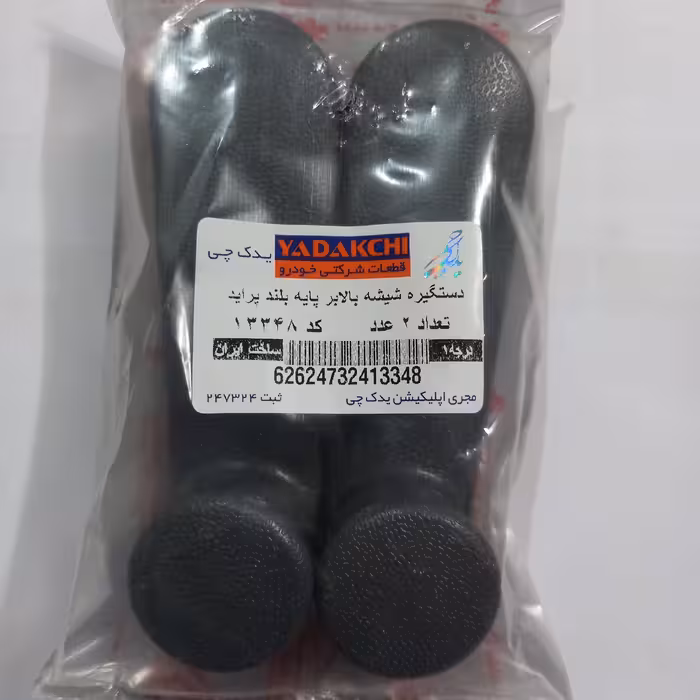 یدک چی YADAKCHI
قطعات شرکتی خودرو
دستگیره شیشه بالابر پایه بلند پراید
تعداد ۲ عدد کد ۱۳۳۴۸
درجه۱ ساخت ایران
62624732413348
مجری اپلیکیشن یدک چی ثبت ۲۴۷۳۲۴